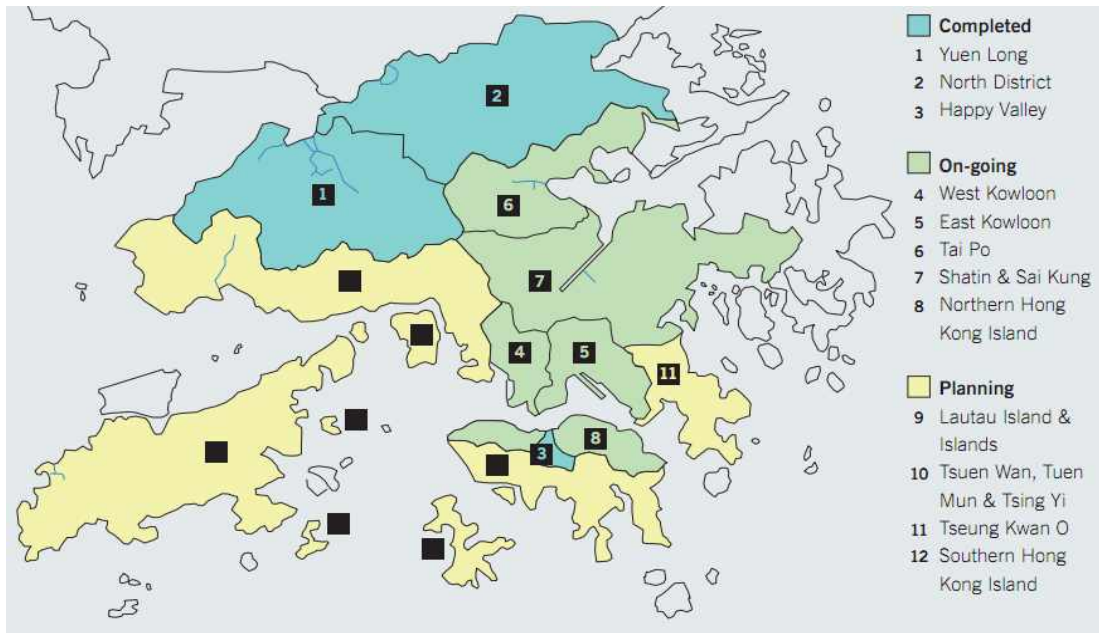 2
1
6
7
4
5
11
8
3
Completed
1 Yuen Long
2 North District
3 Happy Valley
On-going
4 West Kowloon
5 East Kowloon
6 Tai Po
7 Shatin & Sai Kung
8 Northern Hong
Kong Island
Planning
9 Lautau Island &
Islands
10 Tsuen Wan, Tuen
Mun & Tsing Yi
11 Tseung Kwan O
12 Southern Hong
Kong Island